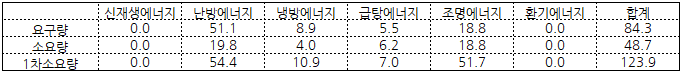 신재생에너지 난방에너지 냉방에너지 급탕에너지 조명에너지 환기에너지 합계
요구량 0.0 51.1 8.9 5.5 18.8 0.0 84.3
소요량 0.0 19.8 4.0 6.2 18.8 0.0 48.7
1차소요량 0.0 54.4 10.9 7.0 51.7 0.0 123.9